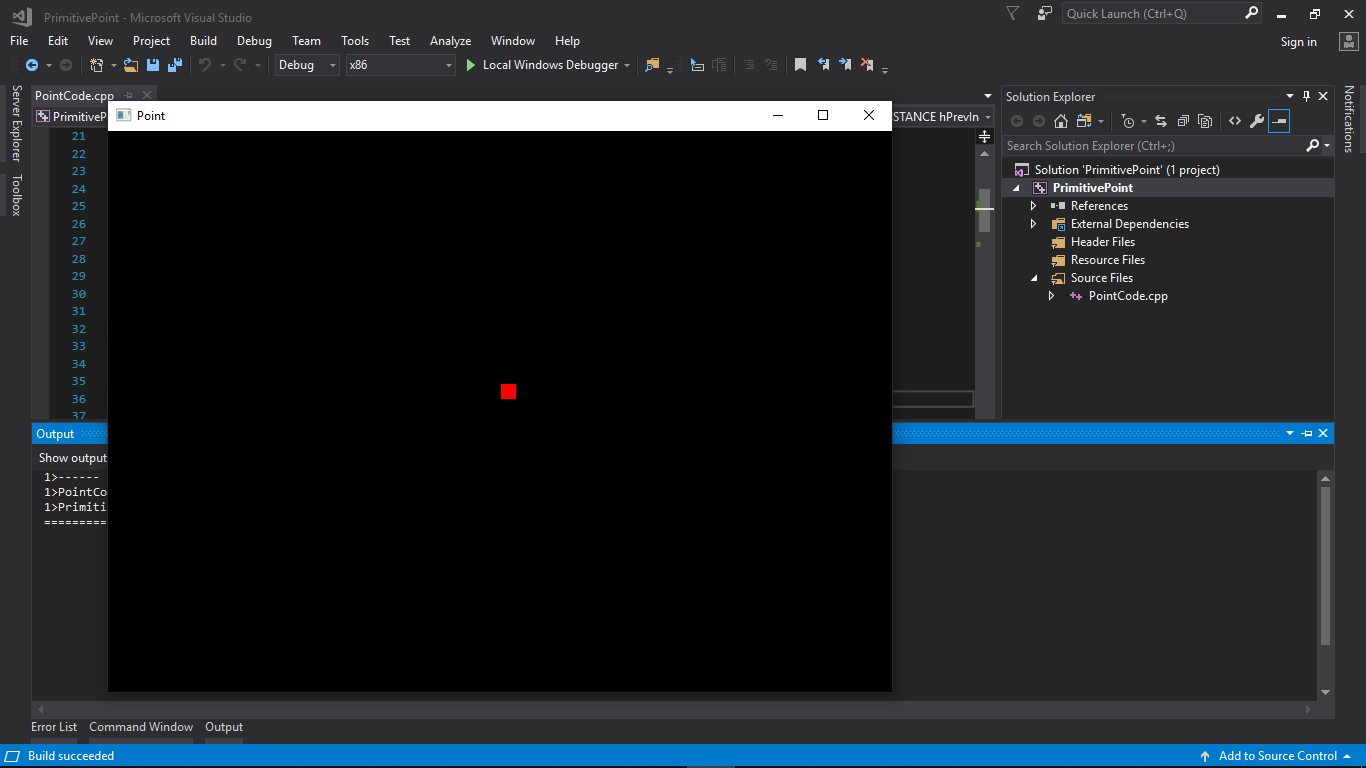 PrimitivePoint - Microsoft Visual Studio
Quick Launch (Ctrl+Q)
File Edit View Project Build Debug Team Tools Test Analyze Window Help
Sign in
Debug x86 Local Windows Debugger
Server Explorer
Toolbox
PointCode.cpp
PrimitiveP
STANCE hPrevIn
Point
21
22
23
24
25
26
27
28
29
30
31
32
33
34
35
36
37
Solution Explorer
Search Solution Explorer (Ctrl+;)
Solution 'PrimitivePoint' (1 project)
PrimitivePoint
References
External Dependencies
Header Files
Resource Files
Source Files
PointCode.cpp
Notifications
Output
Show output
1>------
1>PointCo
1>Primiti
==========
Error List Command Window Output
Build succeeded
Add to Source Control